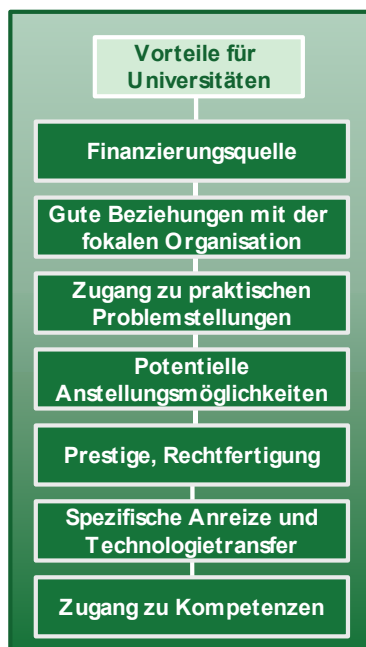 Vorteile für
Universitäten
Finanzierungsquelle
Gute Beziehungen mit der
fokalen Organisation
Zugang zu praktischen
Problemstellungen
Potentielle
Anstellungsmöglichkeiten
Prestige, Rechtfertigung
Spezifische Anreize und
Technologietransfer
Zugang zu Kompetenzen